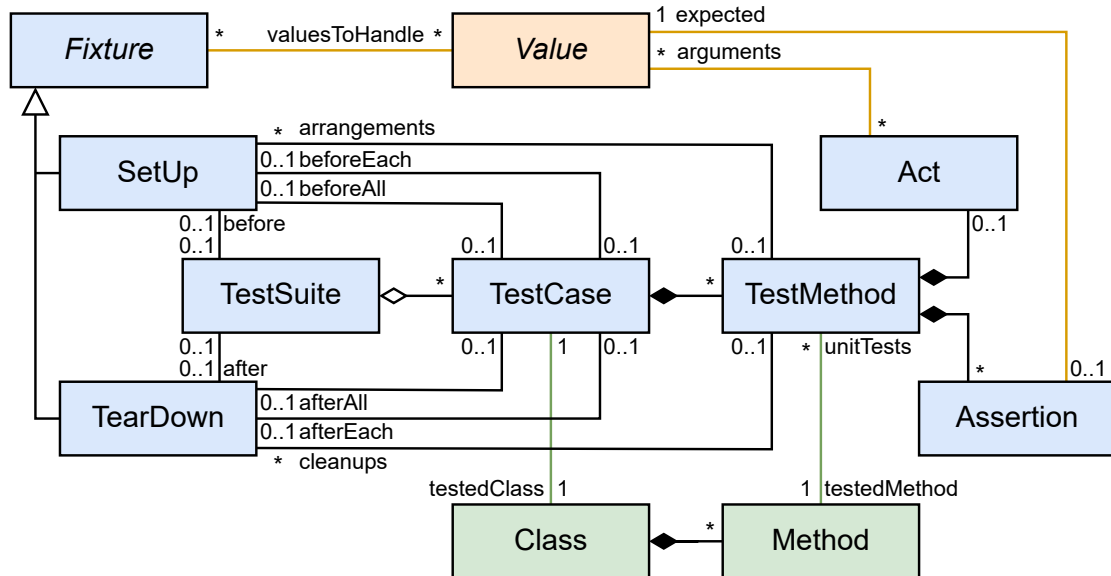 1 expected
Fixture
* valuesToHandle *
Value
* arguments
*
* arrangements
SetUp
0..1 beforeEach
0..1 beforeAll
Act
0..1 before
0..1
0..1
0..1
0..1
0..1
TestSuite
*
TestCase
*
TestMethod
0..1
0..1
1
0..1
0..1
* unitTests
0..1 after
TearDown
0..1 afterAll
0..1 afterEach
* cleanups
0..1
*
Assertion
testedClass 1
1 testedMethod
Class
*
Method